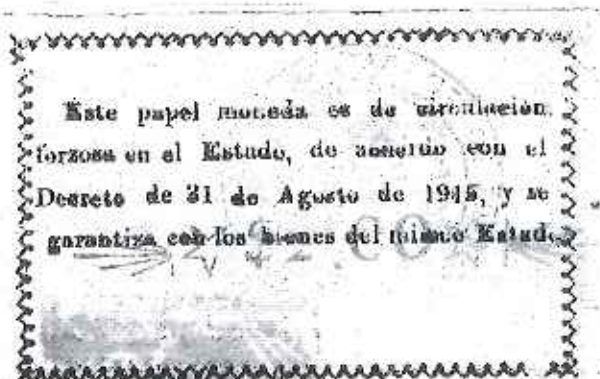 Este papel moneda es de circulación
forzosa en el Estado, de acuerdo con el
Decreto de 31 de Agosto de 1915, y se
garantiza con los bienes del mismo Estado